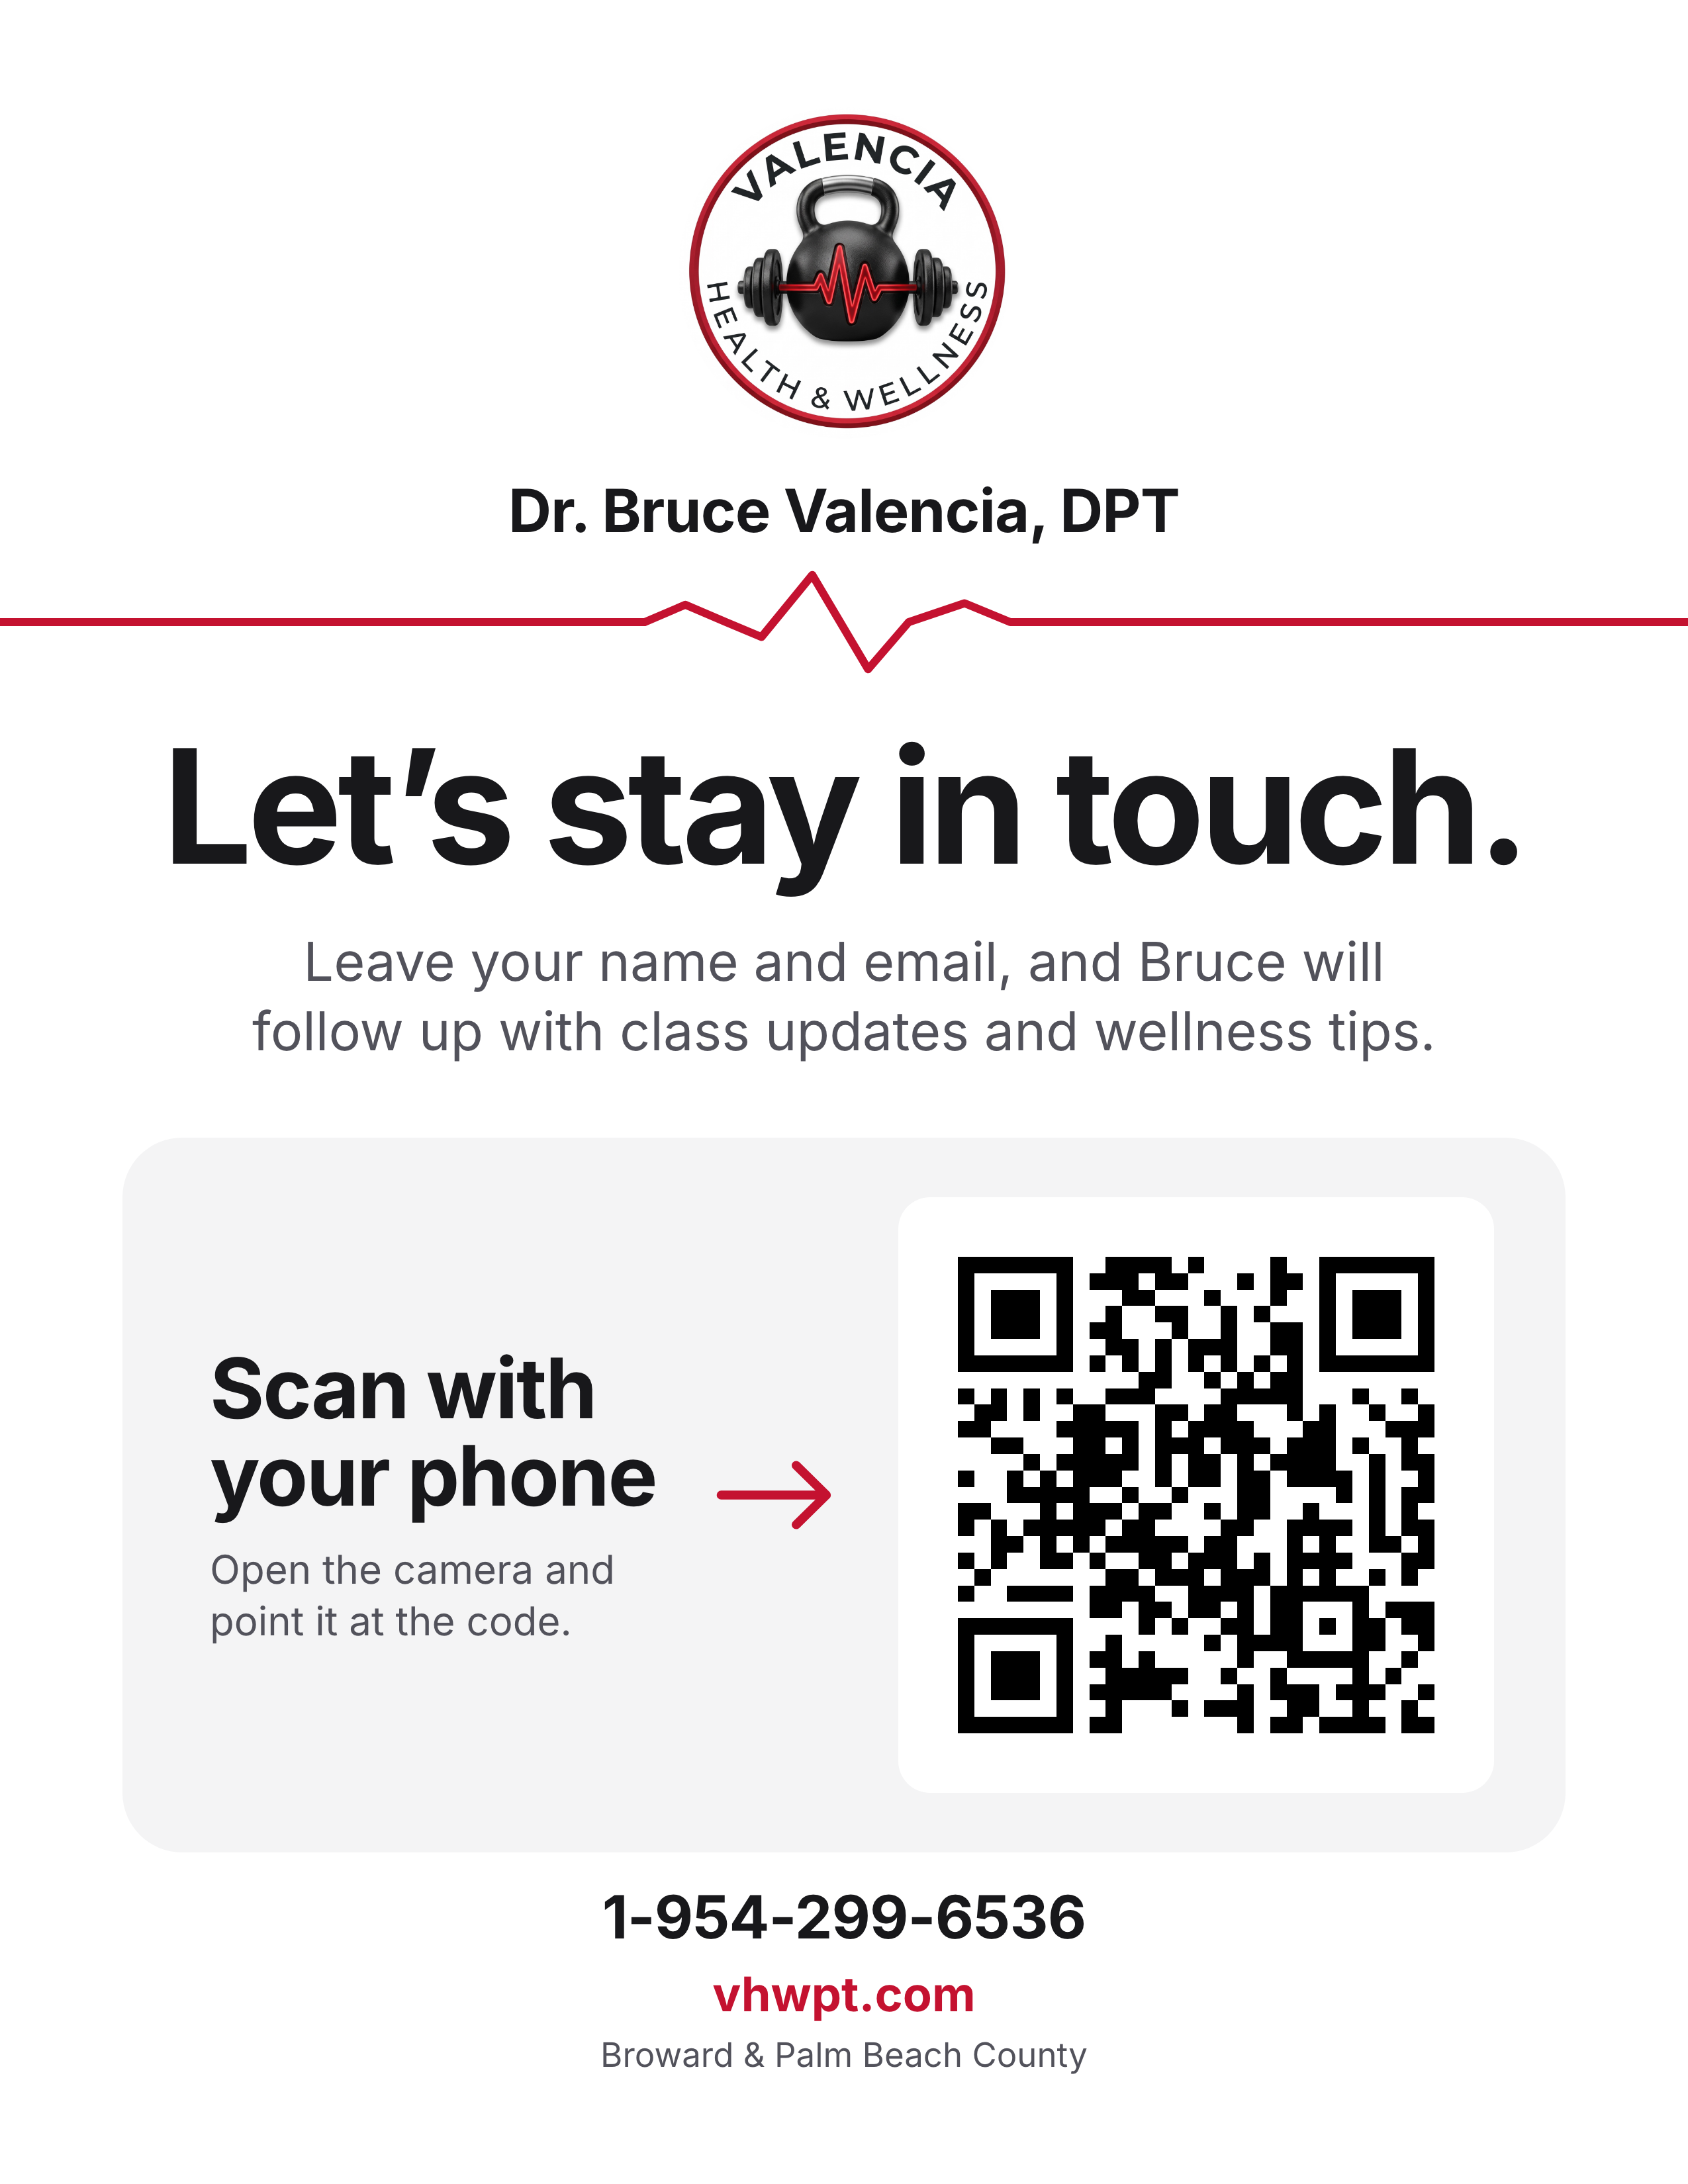 VALENCIA
HEALTH & WELLNESS
Dr. Bruce Valencia, DPT
Let’s stay in touch.
Leave your name and email, and Bruce will
follow up with class updates and wellness tips.
Scan with
your phone
Open the camera and
point it at the code.
1-954-299-6536
vhwpt.com
Broward & Palm Beach County